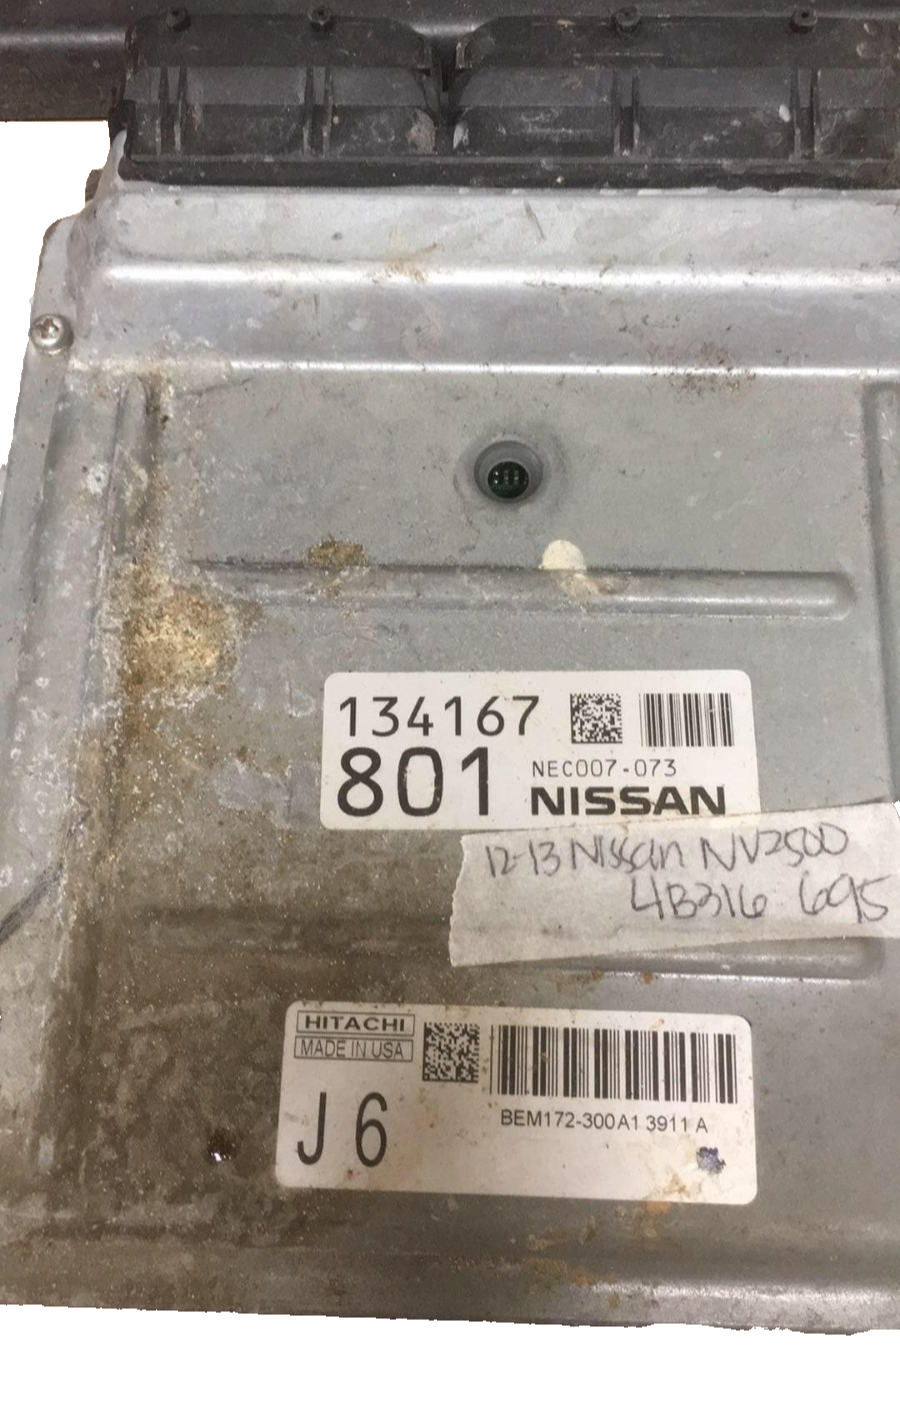 134167
801 NEC007-073
NISSAN
12-13 Nissan NV2500
4B316 695
HITACHI
MADE IN USA
J6
BEM172-300A1 3911 A